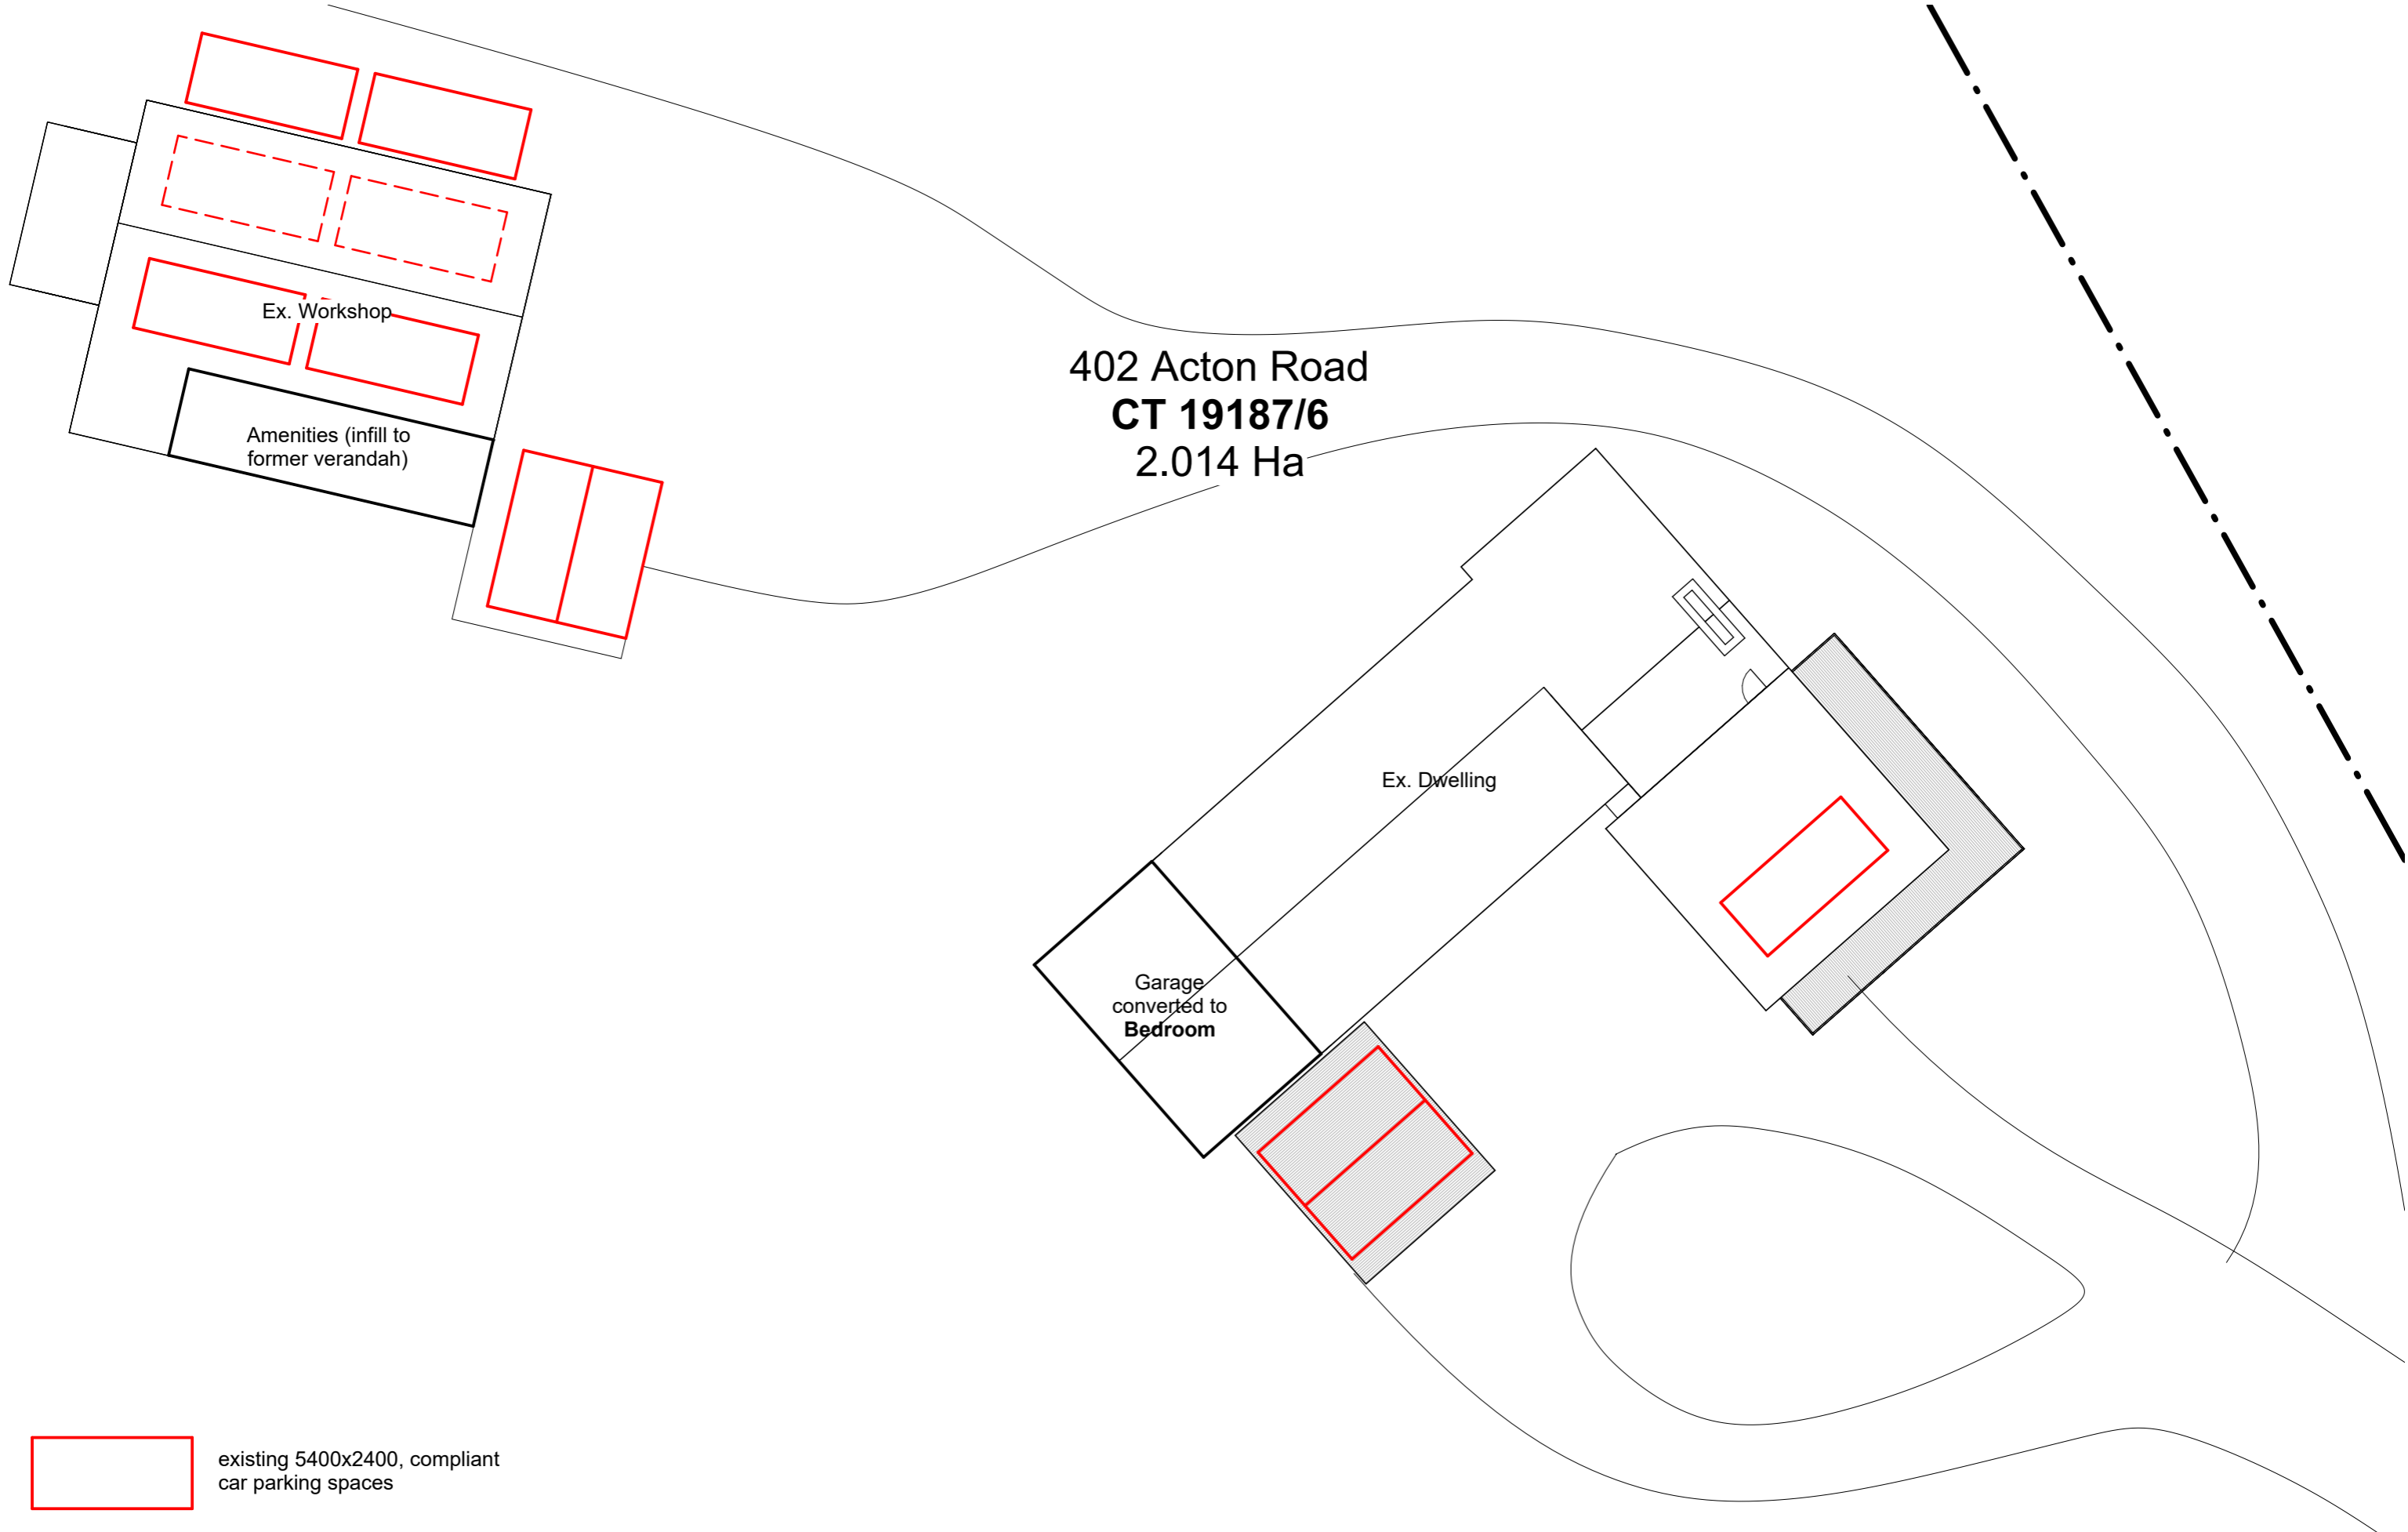 Ex. Workshop
Amenities (infill to
former verandah)
402 Acton Road
CT 19187/6
2.014 Ha
Ex. Dwelling
Garage
converted to
Bedroom
existing 5400x2400, compliant
car parking spaces